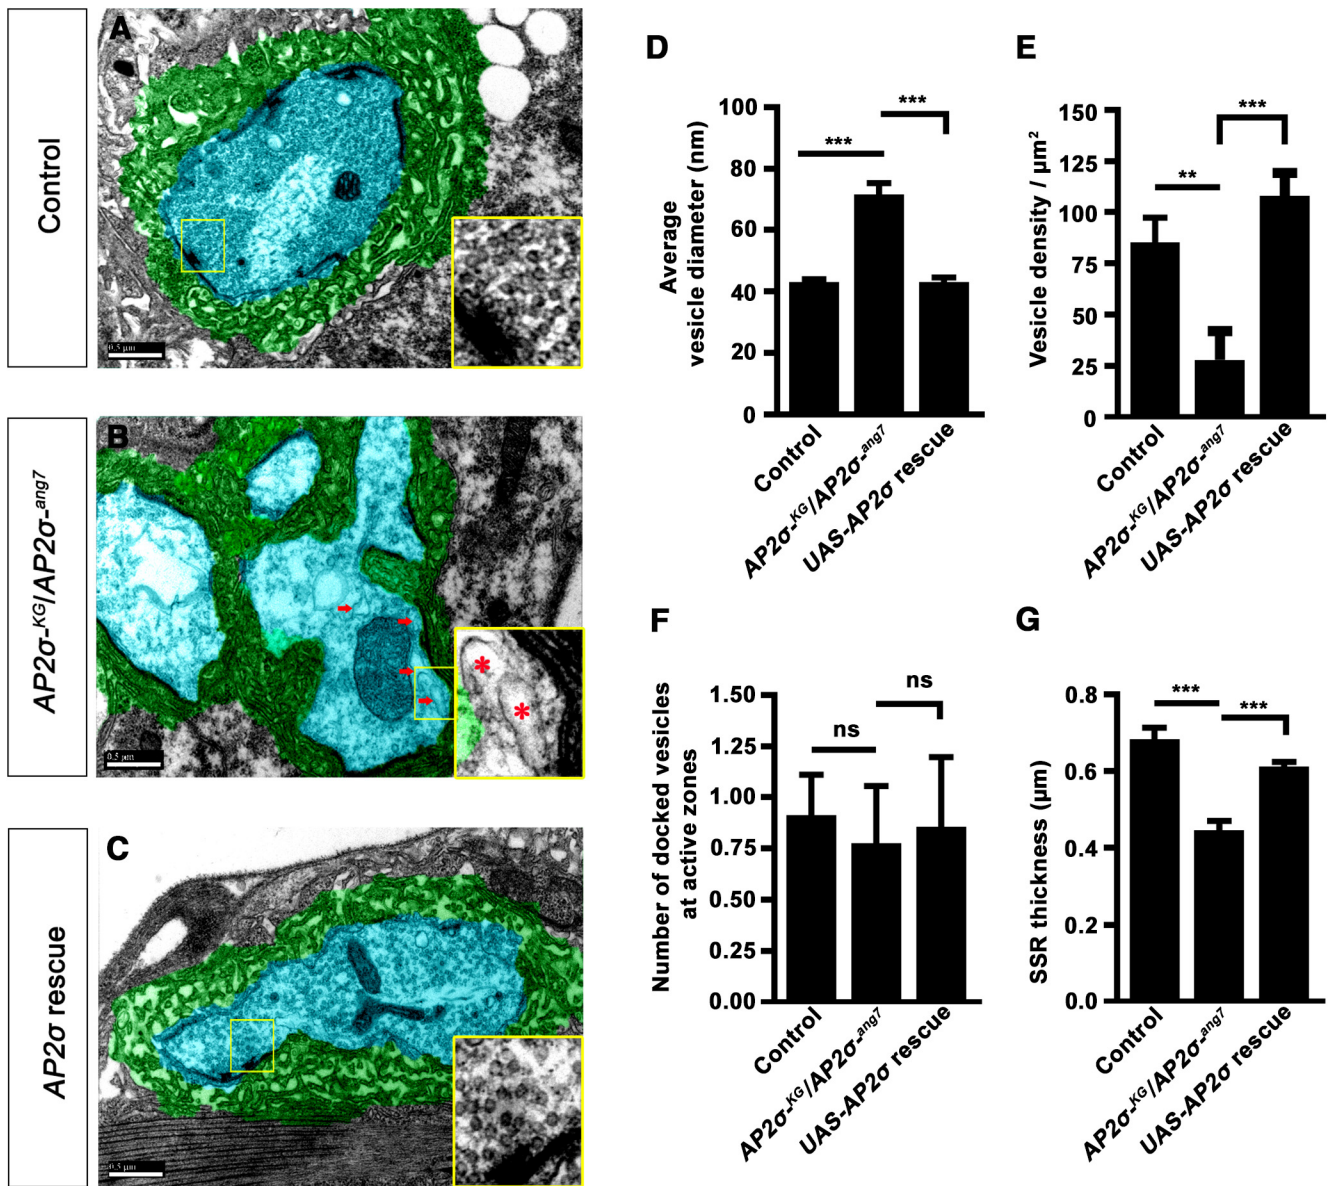 Control
A
0.5 µm
AP2σ-KG/AP2σ-ang7
B
* *
0.5 µm
AP2σ rescue
C
0.5 µm
D
Average
vesicle diameter (nm)
100
80
60
40
20
0
***
***
Control
AP2σ-KG/AP2σ-ang7
UAS-AP2σ rescue
E
Vesicle density / µm²
150
125
100
75
50
25
0
**
***
Control
AP2σ-KG/AP2σ-ang7
UAS-AP2σ rescue
F
Number of docked vesicles
at active zones
1.50
1.25
1.00
0.75
0.50
0.25
0.00
ns
ns
Control
AP2σ-KG/AP2σ-ang7
UAS-AP2σ rescue
G
SSR thickness (µm)
0.8
0.6
0.4
0.2
0.0
***
***
Control
AP2σ-KG/AP2σ-ang7
UAS-AP2σ rescue